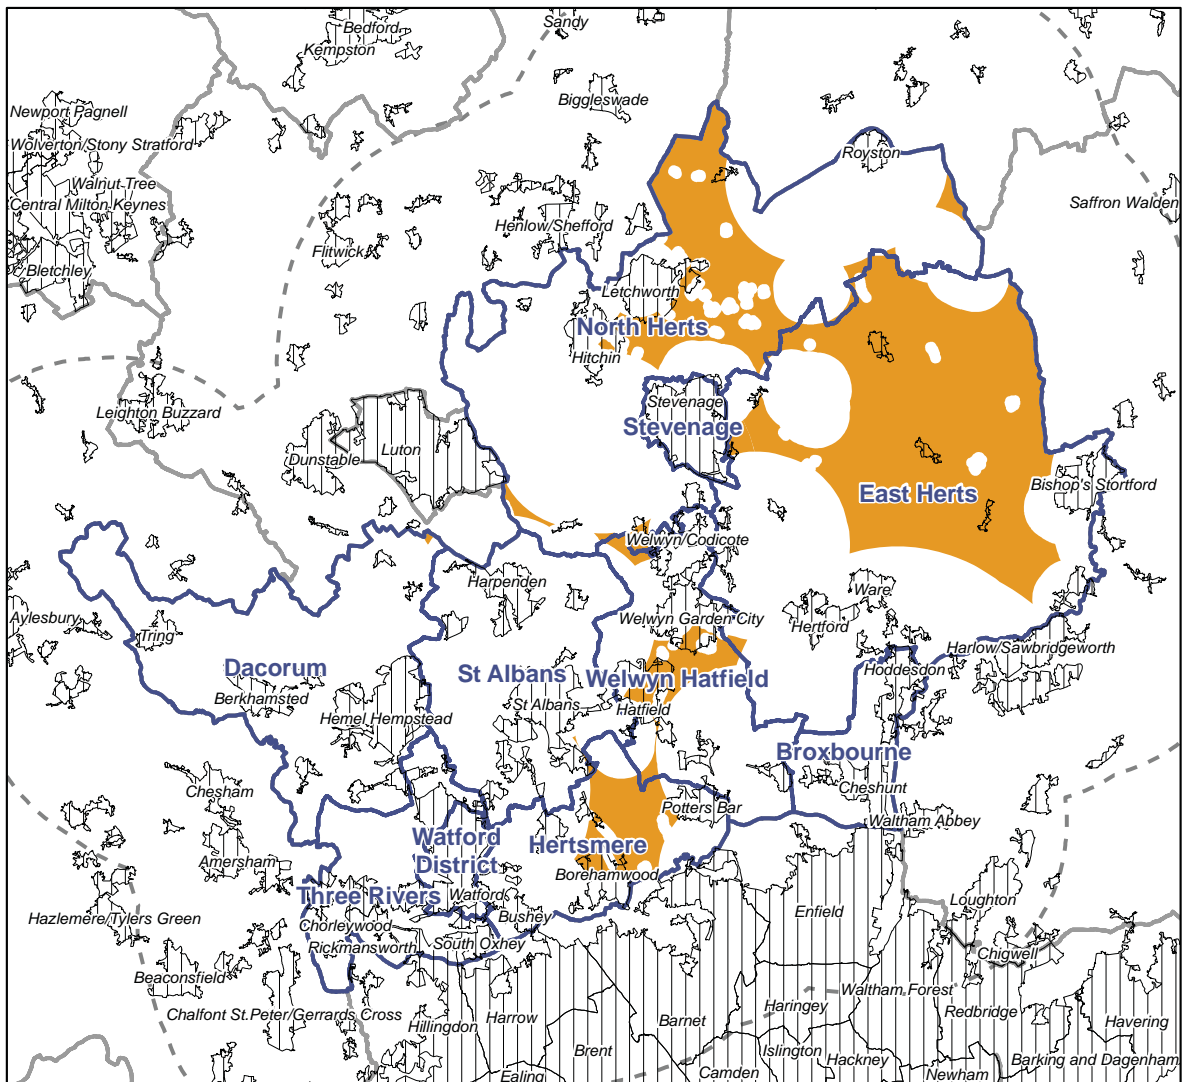 Bedford
Sandy
Kempston
Biggleswade
Newport Pagnell
Wolverton/Stony Stratford
Royston
Walnut Tree
Central Milton Keynes
Saffron Walden
Henlow/Shefford
Flitwick
Bletchley
Letchworth
North Herts
Hitchin
Leighton Buzzard
Stevenage
Stevenage
Luton
Dunstable
Bishop's Stortford
East Herts
Welwyn/Codicote
Harpenden
Ware
Aylesbury
Tring
Welwyn Garden City
Hertford
Harlow/Sawbridgeworth
Dacorum
St Albans
Welwyn Hatfield
Hoddesdon
Berkhamsted
St Albans
Hatfield
Hemel Hempstead
Broxbourne
Chesham
Cheshunt
Potters Bar
Waltham Abbey
Watford
District
Hertsmere
Amersham
Borehamwood
Three Rivers
Watford
Loughton
Hazlemere/Tylers Green
Chorleywood
Bushey
Enfield
Rickmansworth
South Oxhey
Chigwell
Beaconsfield
Waltham Forest
Chalfont St.Peter/Gerrards Cross
Hillingdon
Harrow
Barnet
Haringey
Redbridge
Havering
Brent
Islington
Hackney
Barking and Dagenham
Ealing
Camden
Newham